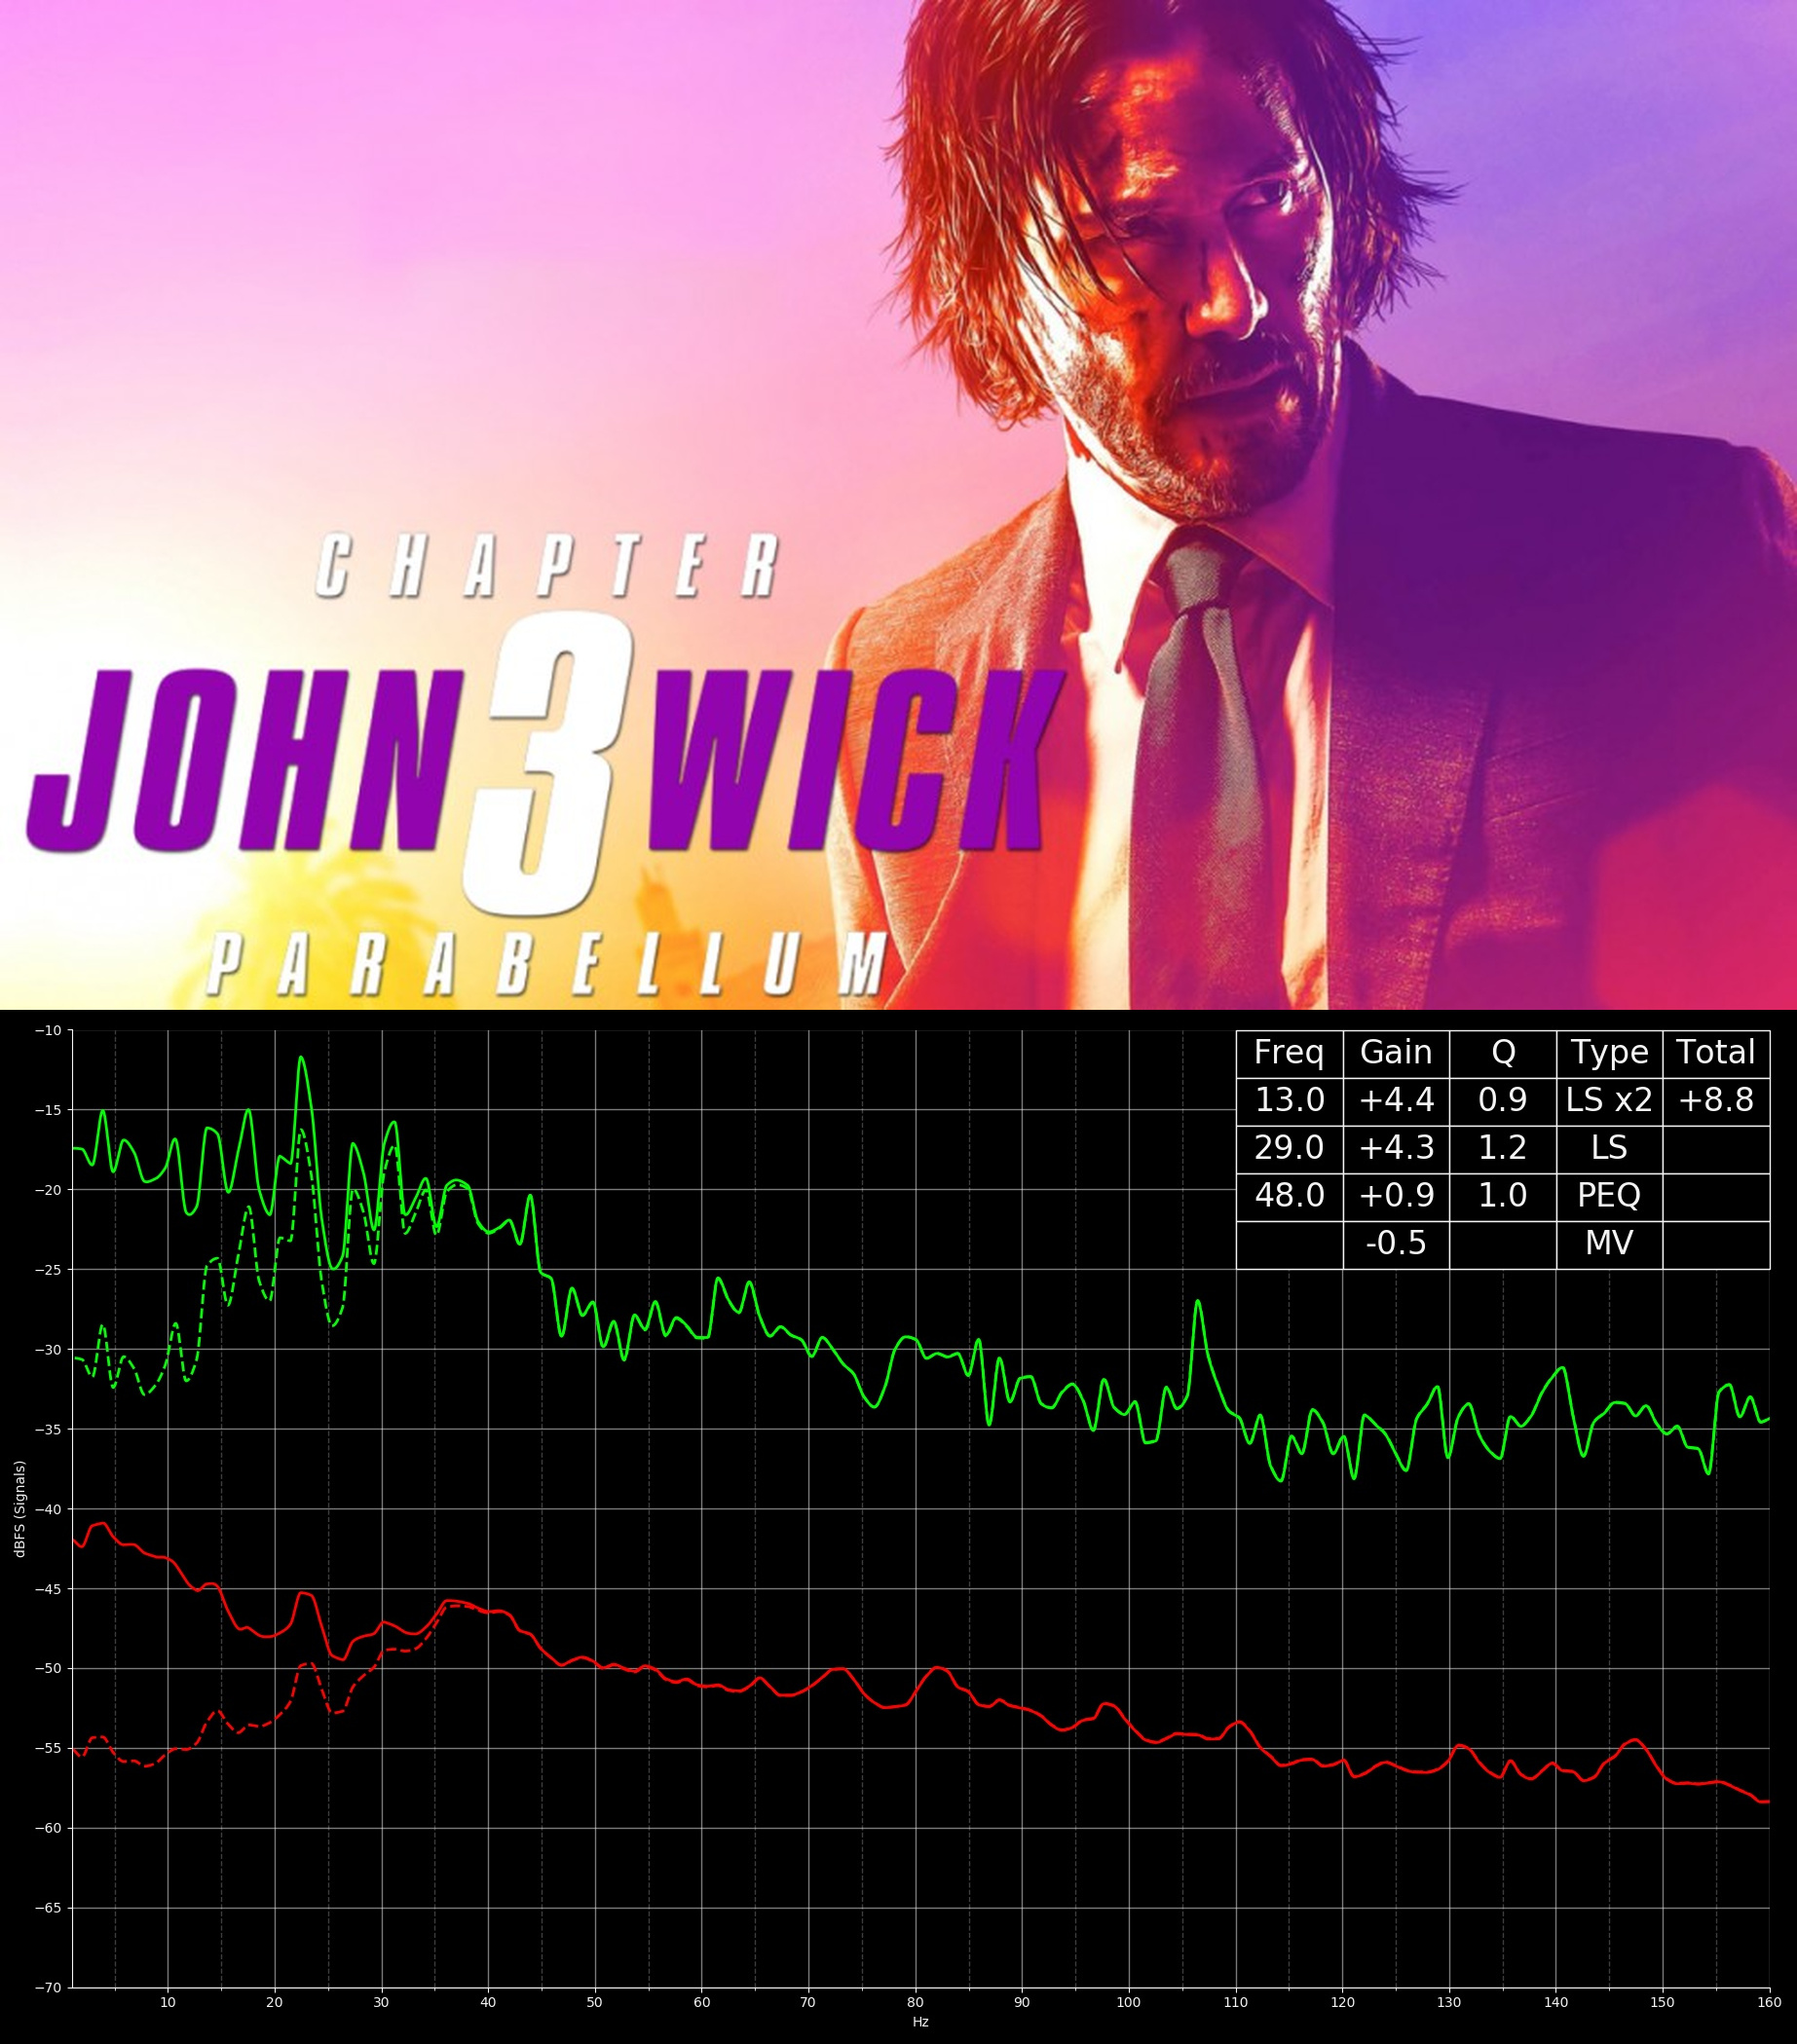 CHAPTER
JOHN 3 WICK
PARABELLUM
Freq Gain Q Type Total
13.0 +4.4 0.9 LS x2 +8.8
29.0 +4.3 1.2 LS
48.0 +0.9 1.0 PEQ
-0.5 MV
−10
−15
−20
−25
−30
−35
−40
−45
−50
−55
−60
−65
−70
dBFS (Signals)
10 20 30 40 50 60 70 80 90 100 110 120 130 140 150 160
Hz